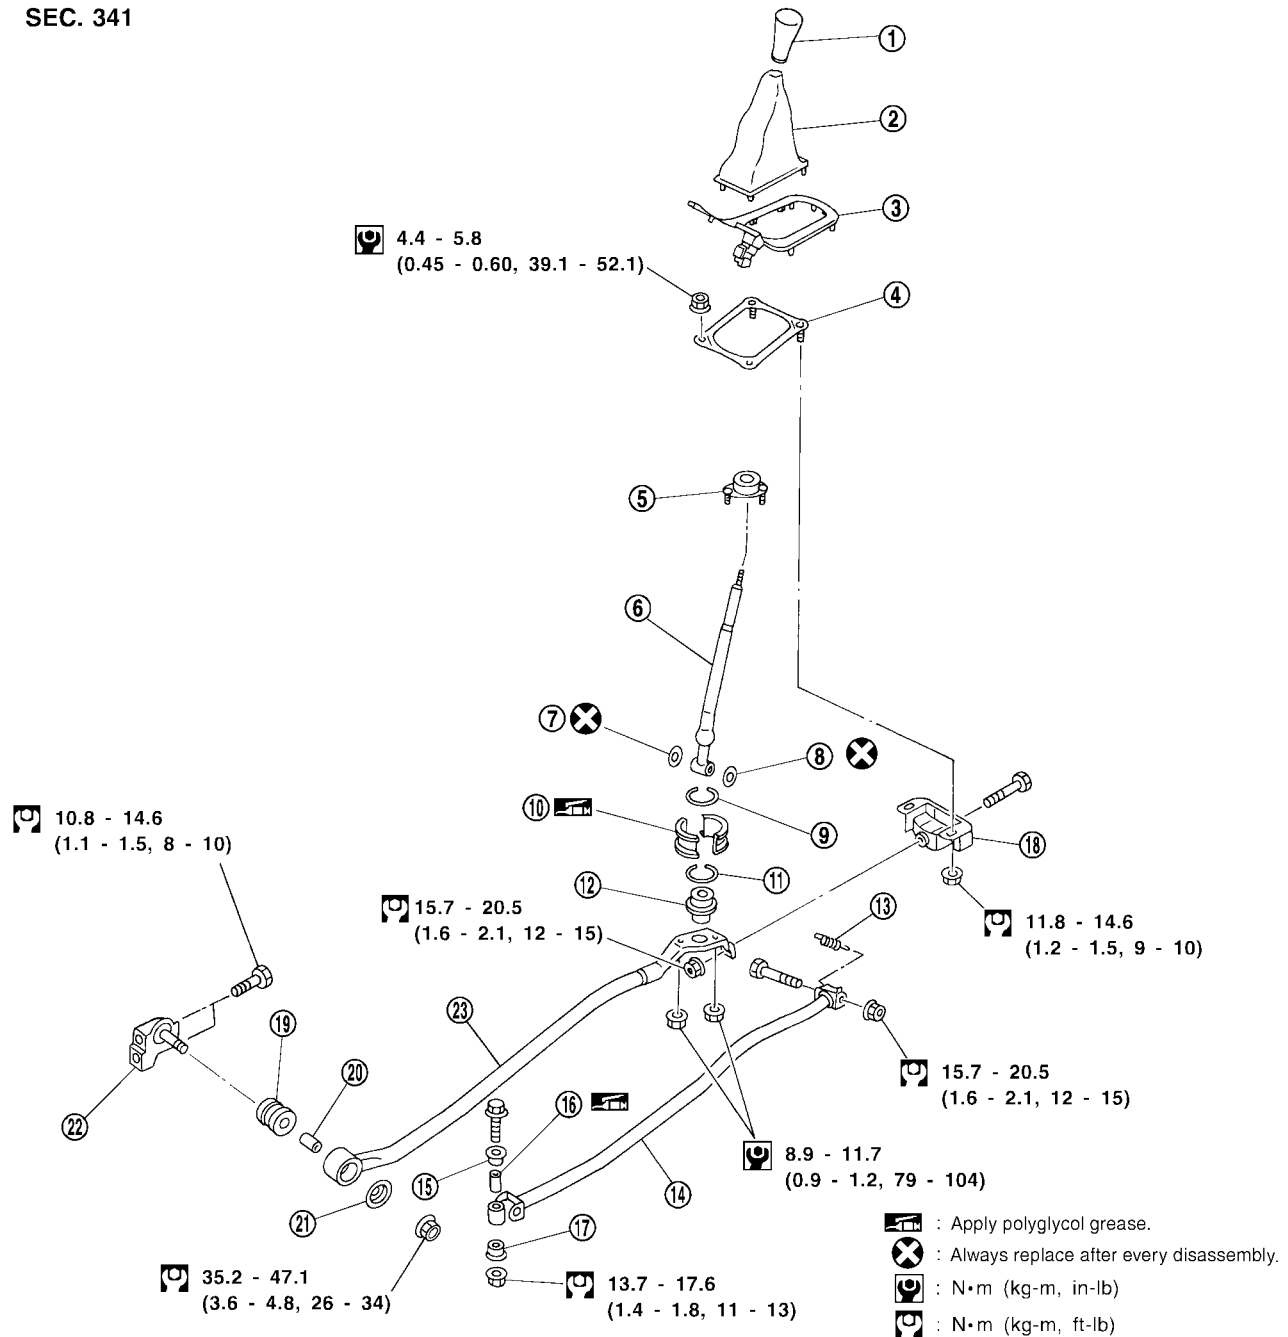 SEC. 341
1
2
3
4.4 - 5.8
(0.45 - 0.60, 39.1 - 52.1)
4
5
6
7
8
10
9
10.8 - 14.6
(1.1 - 1.5, 8 - 10)
18
12
11
15.7 - 20.5
(1.6 - 2.1, 12 - 15)
13
11.8 - 14.6
(1.2 - 1.5, 9 - 10)
23
19
20
15.7 - 20.5
(1.6 - 2.1, 12 - 15)
22
16
8.9 - 11.7
(0.9 - 1.2, 79 - 104)
15
14
21
17
: Apply polyglycol grease.
: Always replace after every disassembly.
35.2 - 47.1
(3.6 - 4.8, 26 - 34)
13.7 - 17.6
(1.4 - 1.8, 11 - 13)
: N•m (kg-m, in-lb)
: N•m (kg-m, ft-lb)